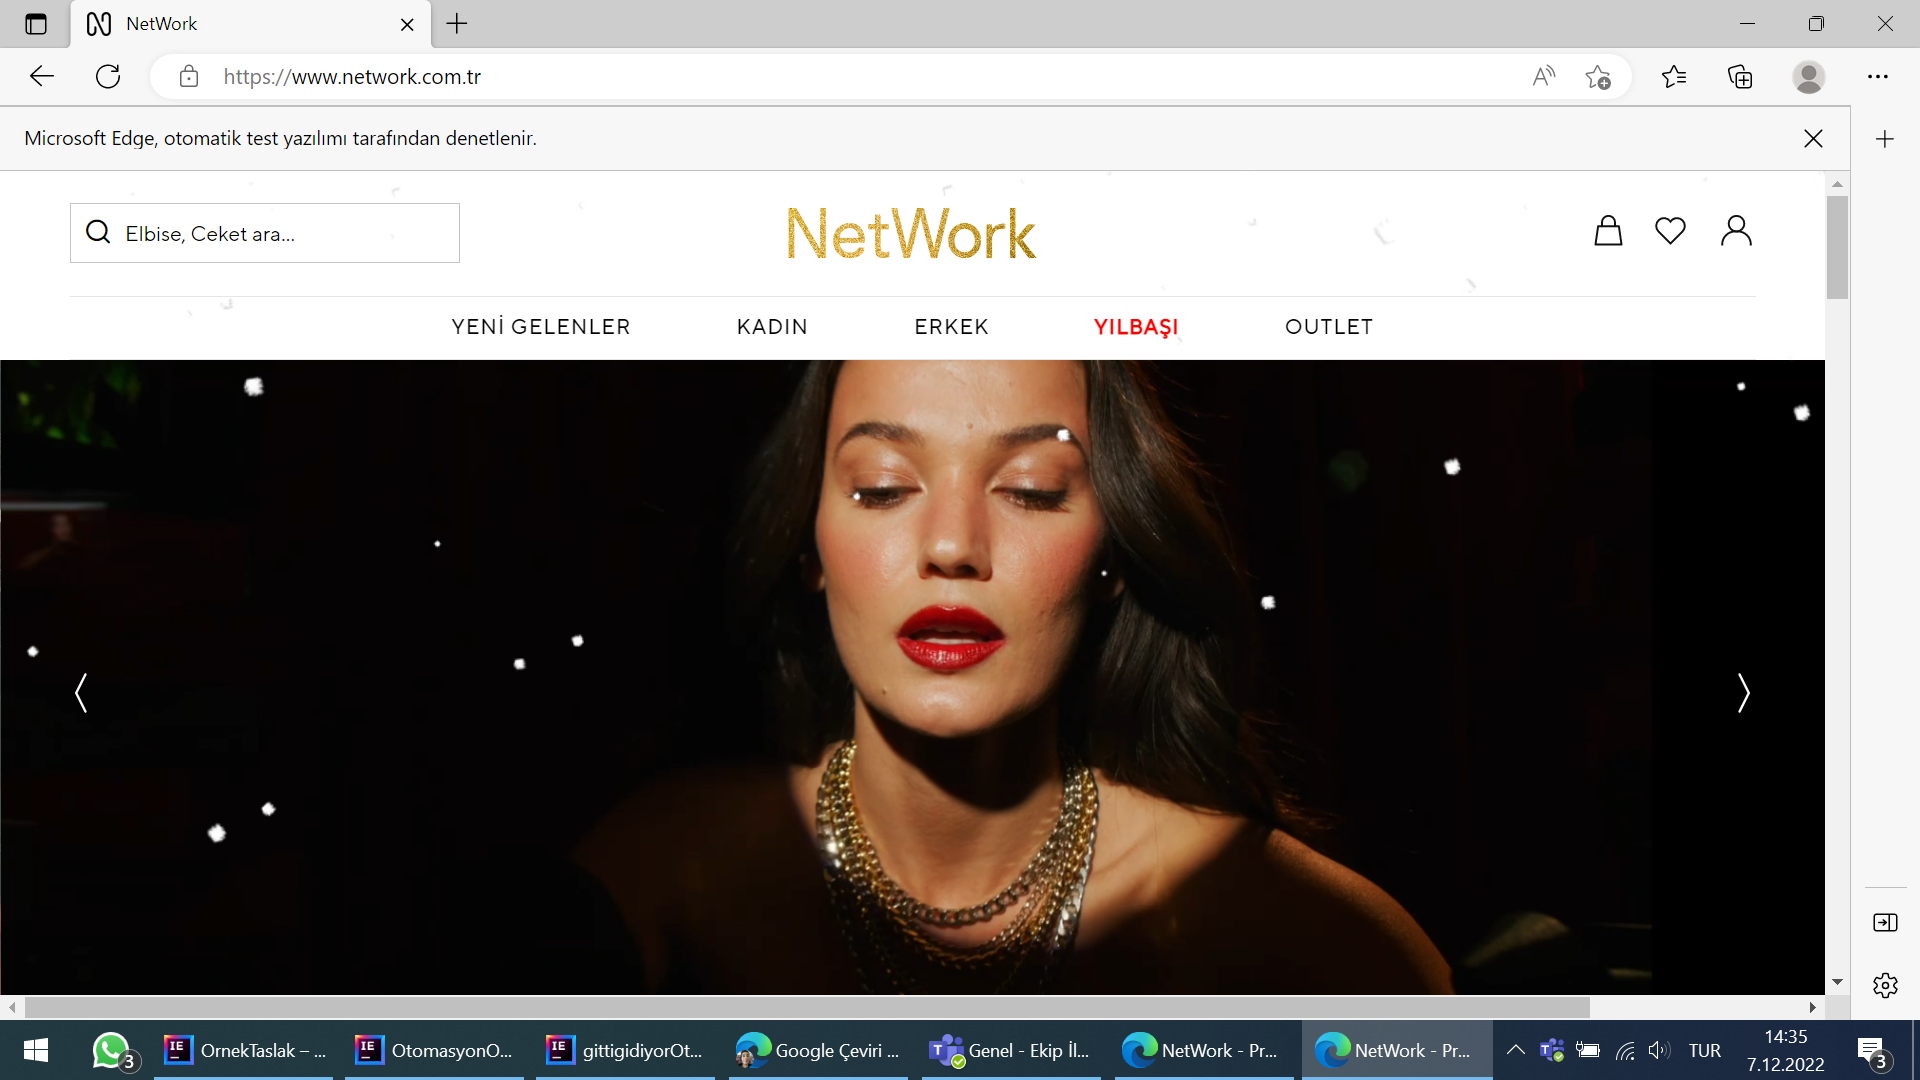 NetWork
https://www.network.com.tr
Microsoft Edge, otomatik test yazılımı tarafından denetlenir.
Elbise, Ceket ara...
NetWork
YENİ GELENLER
KADIN
ERKEK
YILBAŞI
OUTLET
3
OrnekTaslak – ...
OtomasyonO...
gittigidiyorOt...
Google Çeviri ...
Genel - Ekip İl...
NetWork - Pr...
NetWork - Pr...
TUR
14:35
7.12.2022
3